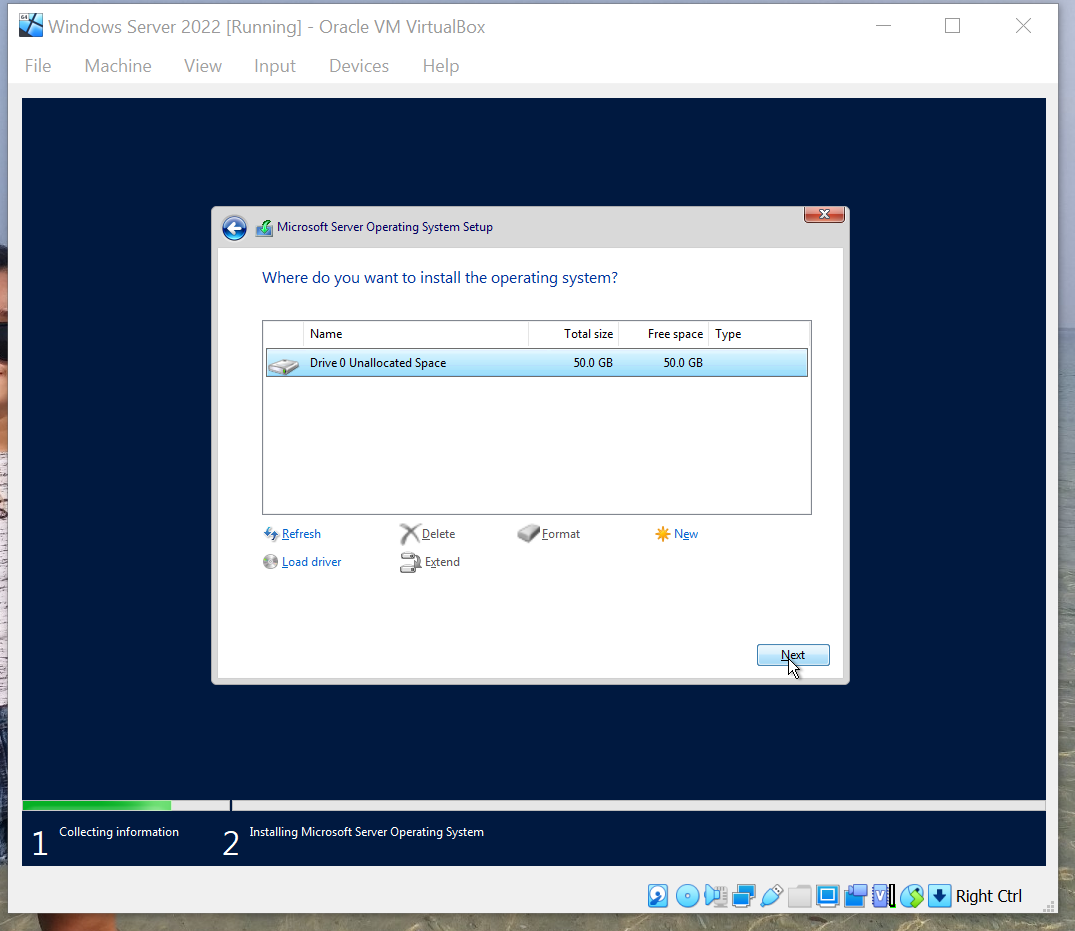 Windows Server 2022 [Running] - Oracle VM VirtualBox
File Machine View Input Devices Help
Microsoft Server Operating System Setup
Where do you want to install the operating system?
Name Total size Free space Type
Drive 0 Unallocated Space 50.0 GB 50.0 GB
Refresh Delete Format New
Load driver Extend
Next
1 Collecting information 2 Installing Microsoft Server Operating System
Right Ctrl